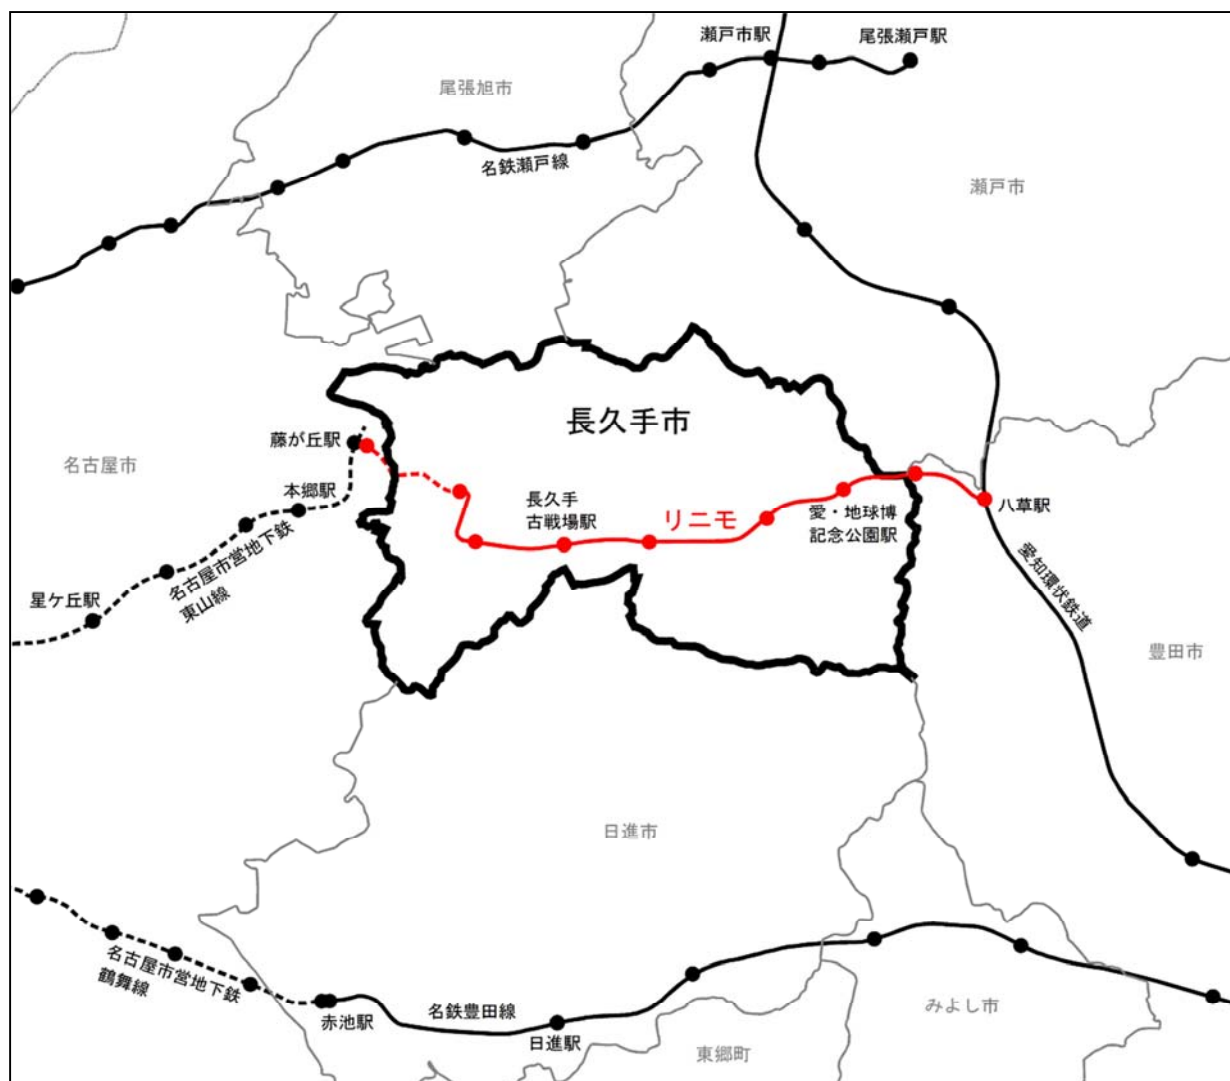 瀬戸市駅
尾張瀬戸駅
尾張旭市
名鉄瀬戸線
瀬戸市
長久手市
藤が丘駅
名古屋市
本郷駅
長久手
古戦場駅
リニモ
愛・地球博
記念公園駅
八草駅
名古屋市営地下鉄
東山線
星ケ丘駅
愛知環状鉄道
豊田市
日進市
名古屋市営地下鉄
鶴舞線
赤池駅
名鉄豊田線
日進駅
みよし市
東郷町